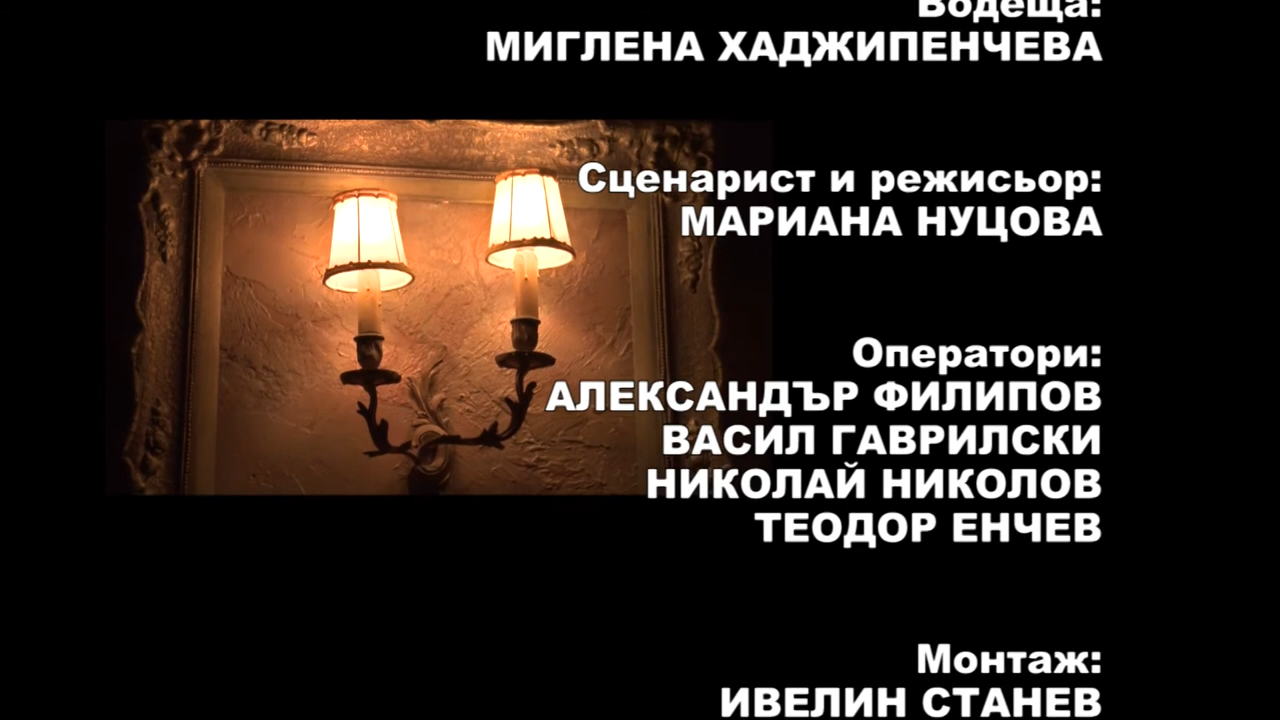 Водеща:
МИГЛЕНА ХАДЖИПЕНЧЕВА
Сценарист и режисьор:
МАРИАНА НУЦОВА
Оператори:
АЛЕКСАНДЪР ФИЛИПОВ
ВАСИЛ ГАВРИЛСКИ
НИКОЛАЙ НИКОЛОВ
ТЕОДОР ЕНЧЕВ
Монтаж:
ИВЕЛИН СТАНЕВ